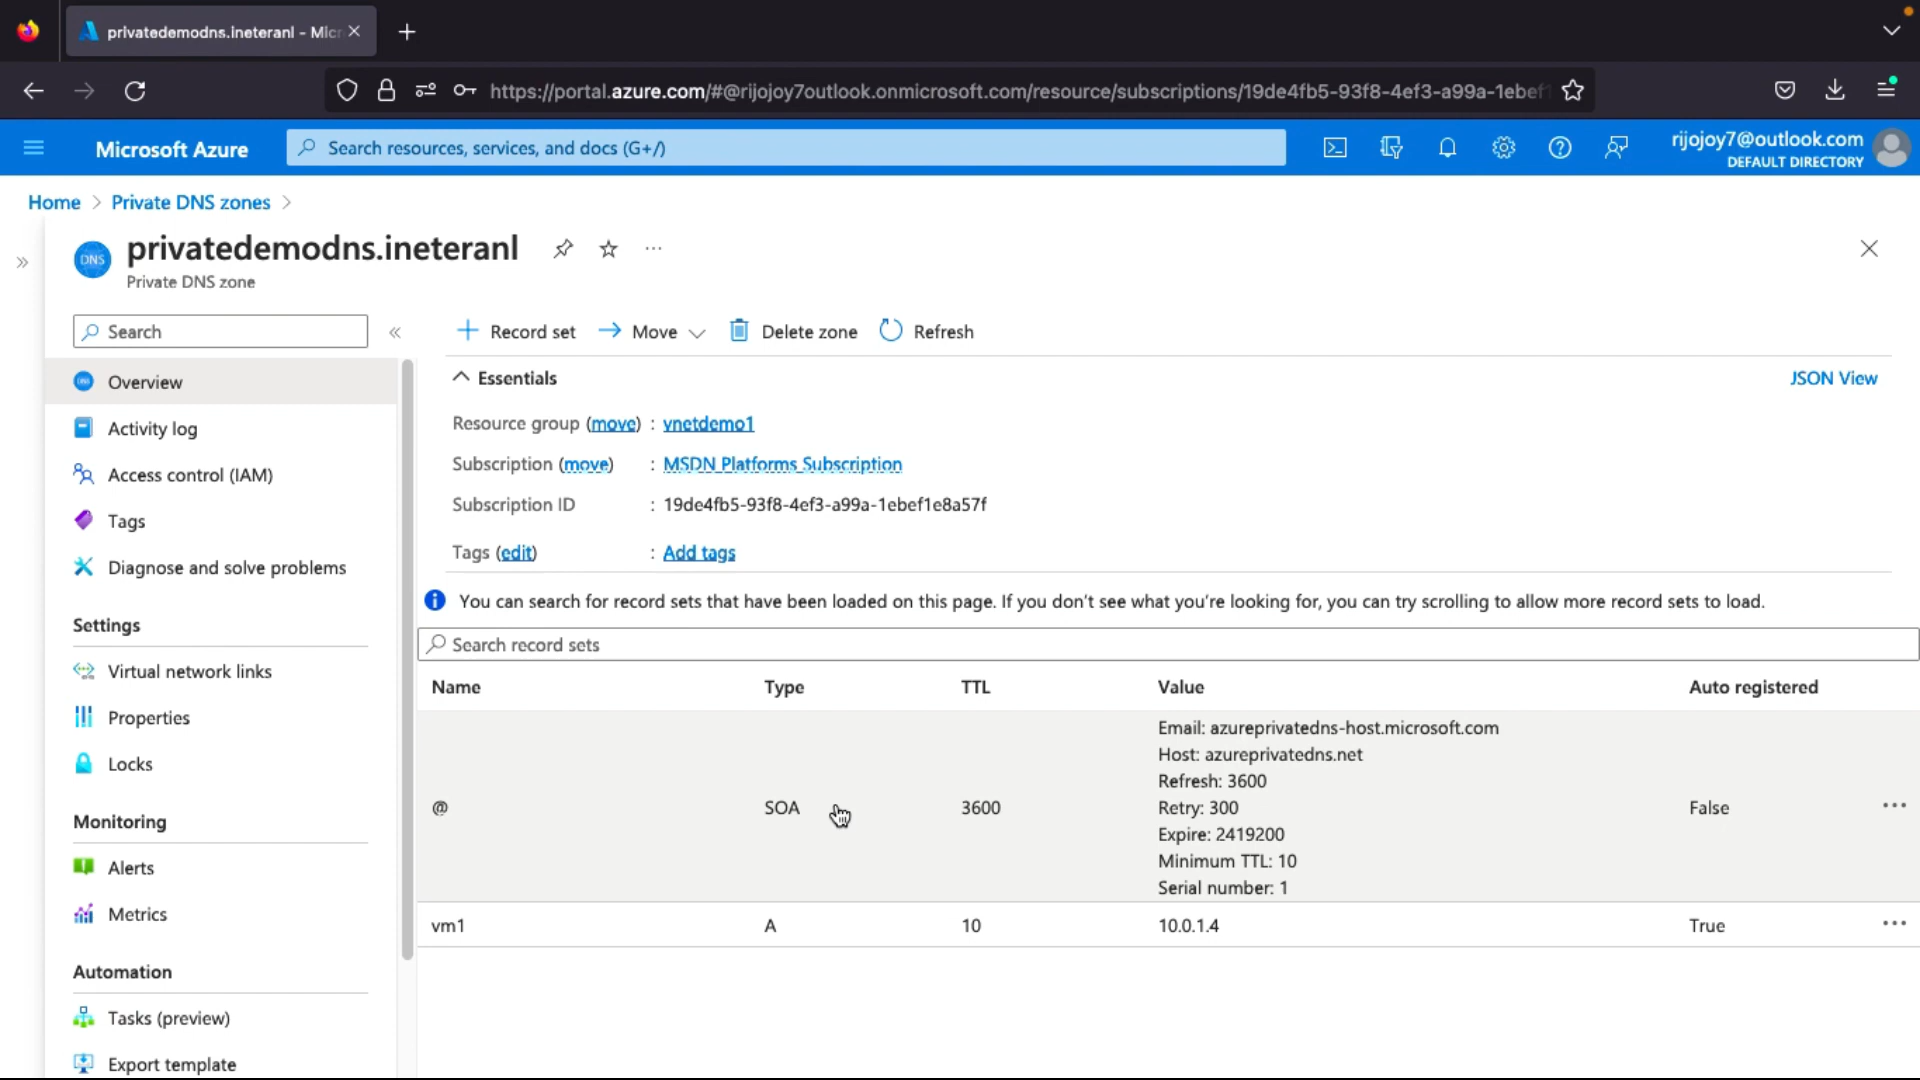 privatedemodns.ineteranl - Micr
https://portal.azure.com/#@rijojoy7outlook.onmicrosoft.com/resource/subscriptions/19de4fb5-93f8-4ef3-a99a-1ebef1
Microsoft Azure
Search resources, services, and docs (G+/)
rijojoy7@outlook.com
DEFAULT DIRECTORY
Home > Private DNS zones >
DNS
privatedemodns.ineteranl
...
Private DNS zone
Search
«
Record set
Move
Delete zone
Refresh
Overview
Activity log
Access control (IAM)
Tags
Diagnose and solve problems
Settings
Virtual network links
Properties
Locks
Monitoring
Alerts
Metrics
Automation
Tasks (preview)
Export template
Essentials
JSON View
Resource group (move) : vnetdemo1
Subscription (move) : MSDN Platforms Subscription
Subscription ID : 19de4fb5-93f8-4ef3-a99a-1ebef1e8a57f
Tags (edit) : Add tags
You can search for record sets that have been loaded on this page. If you don't see what you're looking for, you can try scrolling to allow more record sets to load.
Search record sets
Name Type TTL Value Auto registered
@ SOA 3600
Email: azureprivatedns-host.microsoft.com
Host: azureprivatedns.net
Refresh: 3600
Retry: 300
Expire: 2419200
Minimum TTL: 10
Serial number: 1
False ...
vm1 A 10 10.0.1.4 True ...